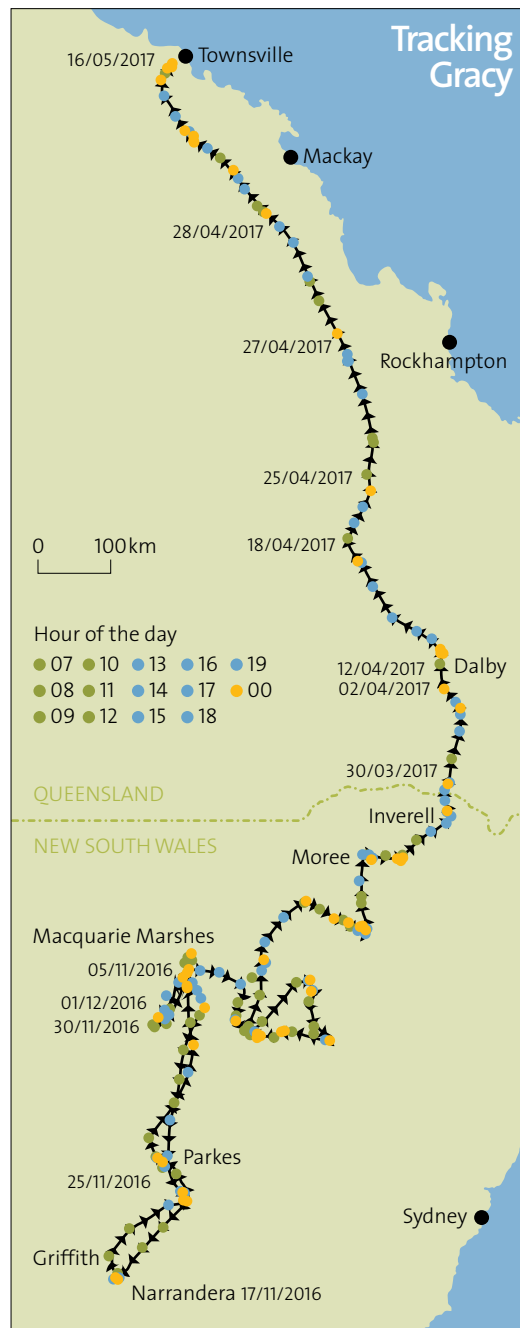 Tracking
Gracy
16/05/2017
Townsville
Mackay
28/04/2017
27/04/2017
Rockhampton
25/04/2017
18/04/2017
0 100 km
Hour of the day
07 10 13 16 19
08 11 14 17 00
09 12 15 18
12/04/2017
Dalby
02/04/2017
30/03/2017
QUEENSLAND
Inverell
NEW SOUTH WALES
Moree
Macquarie Marshes
05/11/2016
01/12/2016
30/11/2016
Parkes
25/11/2016
Sydney
Griffith
Narrandera 17/11/2016